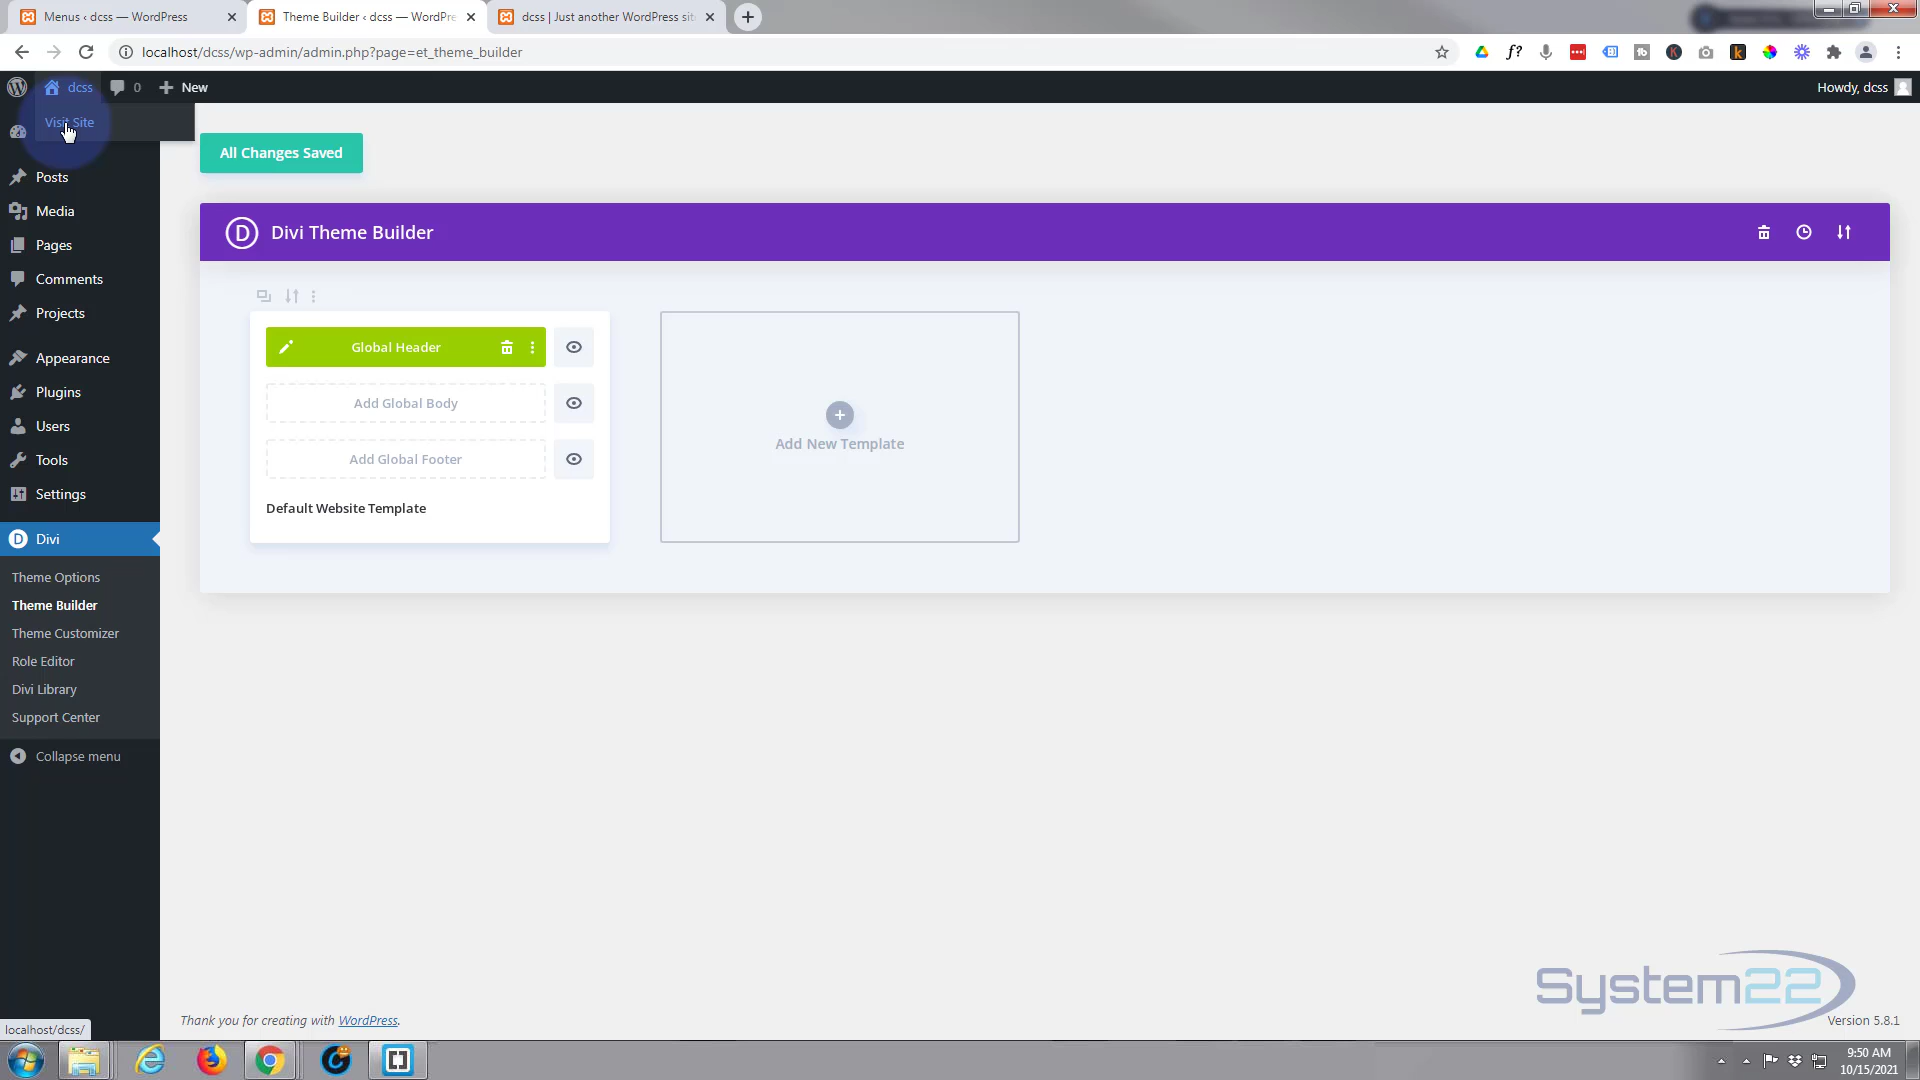 Menus ‹ dcss — WordPress
Theme Builder ‹ dcss — WordPre
dcss | Just another WordPress sit
localhost/dcss/wp-admin/admin.php?page=et_theme_builder
dcss
0
New
Howdy, dcss
Visit Site
All Changes Saved
Posts
Media
Pages
Comments
Projects
Appearance
Plugins
Users
Tools
Settings
Divi
Theme Options
Theme Builder
Theme Customizer
Role Editor
Divi Library
Support Center
Collapse menu
D Divi Theme Builder
Global Header
Add Global Body
Add Global Footer
Default Website Template
Add New Template
System22
Thank you for creating with WordPress.
Version 5.8.1
localhost/dcss/
9:50 AM
10/15/2021